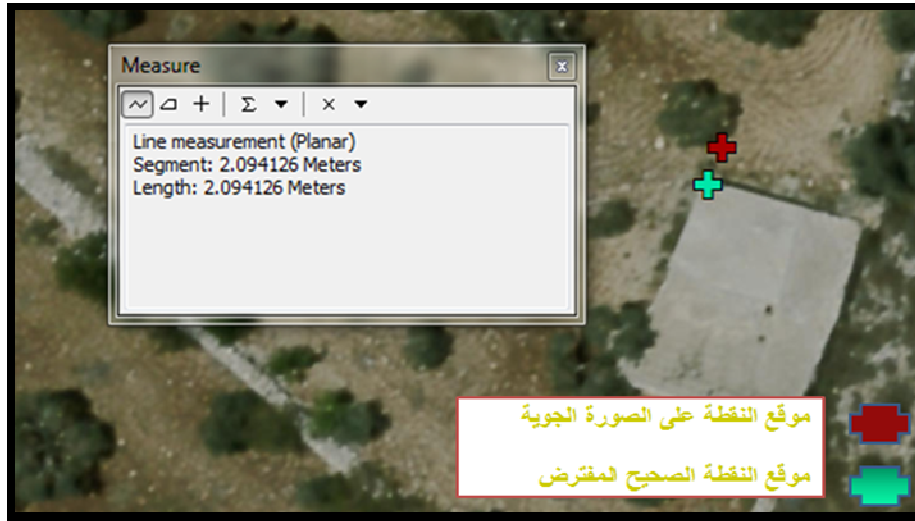 Measure
Line measurement (Planar)
Segment: 2.094126 Meters
Length: 2.094126 Meters
موقع النقطة على الصورة الجوية
موقع النقطة الصحيح المفترض